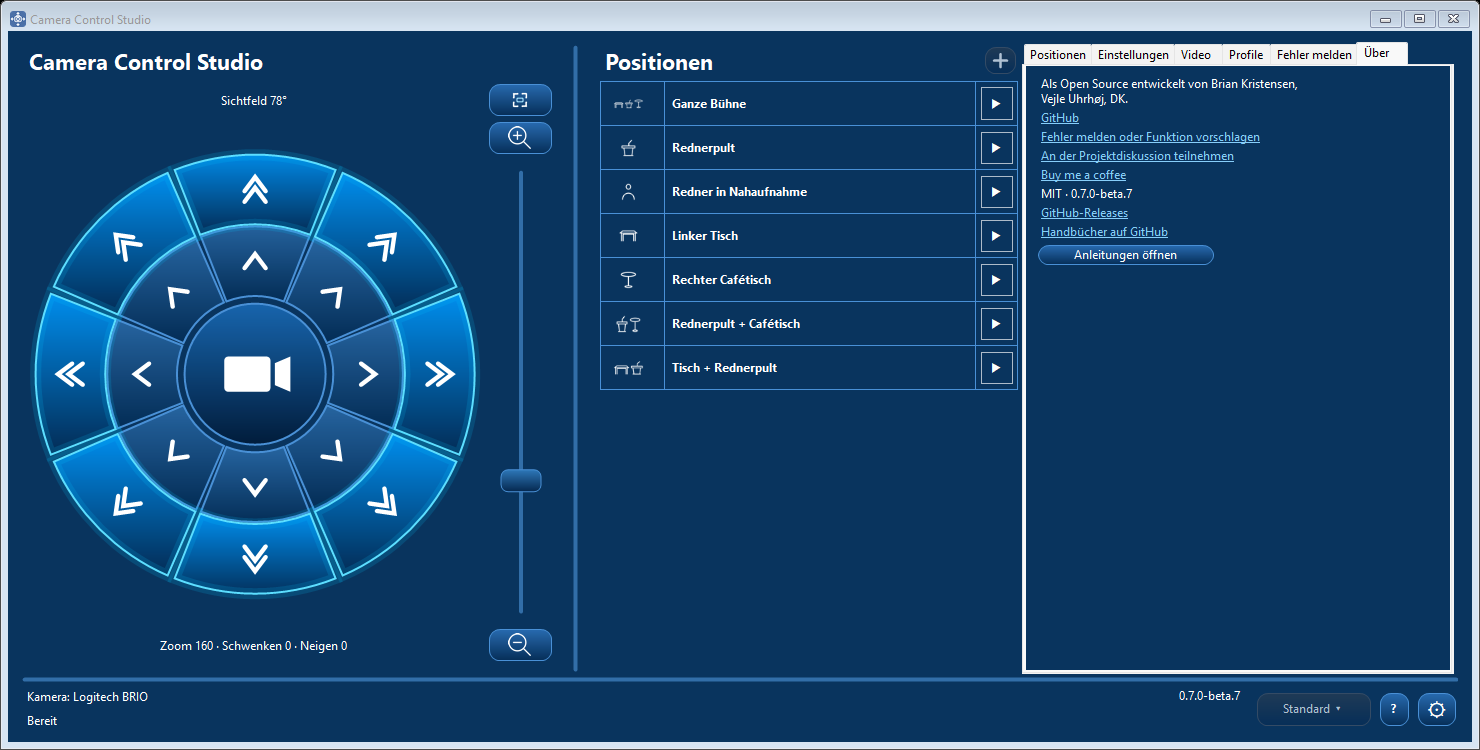 Camera Control Studio
Camera Control Studio
Sichtfeld 78°
Zoom 160 · Schwenken 0 · Neigen 0
Positionen
Ganze Bühne
Rednerpult
Redner in Nahaufnahme
Linker Tisch
Rechter Cafétisch
Rednerpult + Cafétisch
Tisch + Rednerpult
Positionen Einstellungen Video Profile Fehler melden Über
Als Open Source entwickelt von Brian Kristensen,
Vejle Uhrhøj, DK.
GitHub
Fehler melden oder Funktion vorschlagen
An der Projektdiskussion teilnehmen
Buy me a coffee
MIT · 0.7.0-beta.7
GitHub-Releases
Handbücher auf GitHub
Anleitungen öffnen
Kamera: Logitech BRIO
Bereit
0.7.0-beta.7
Standard
?